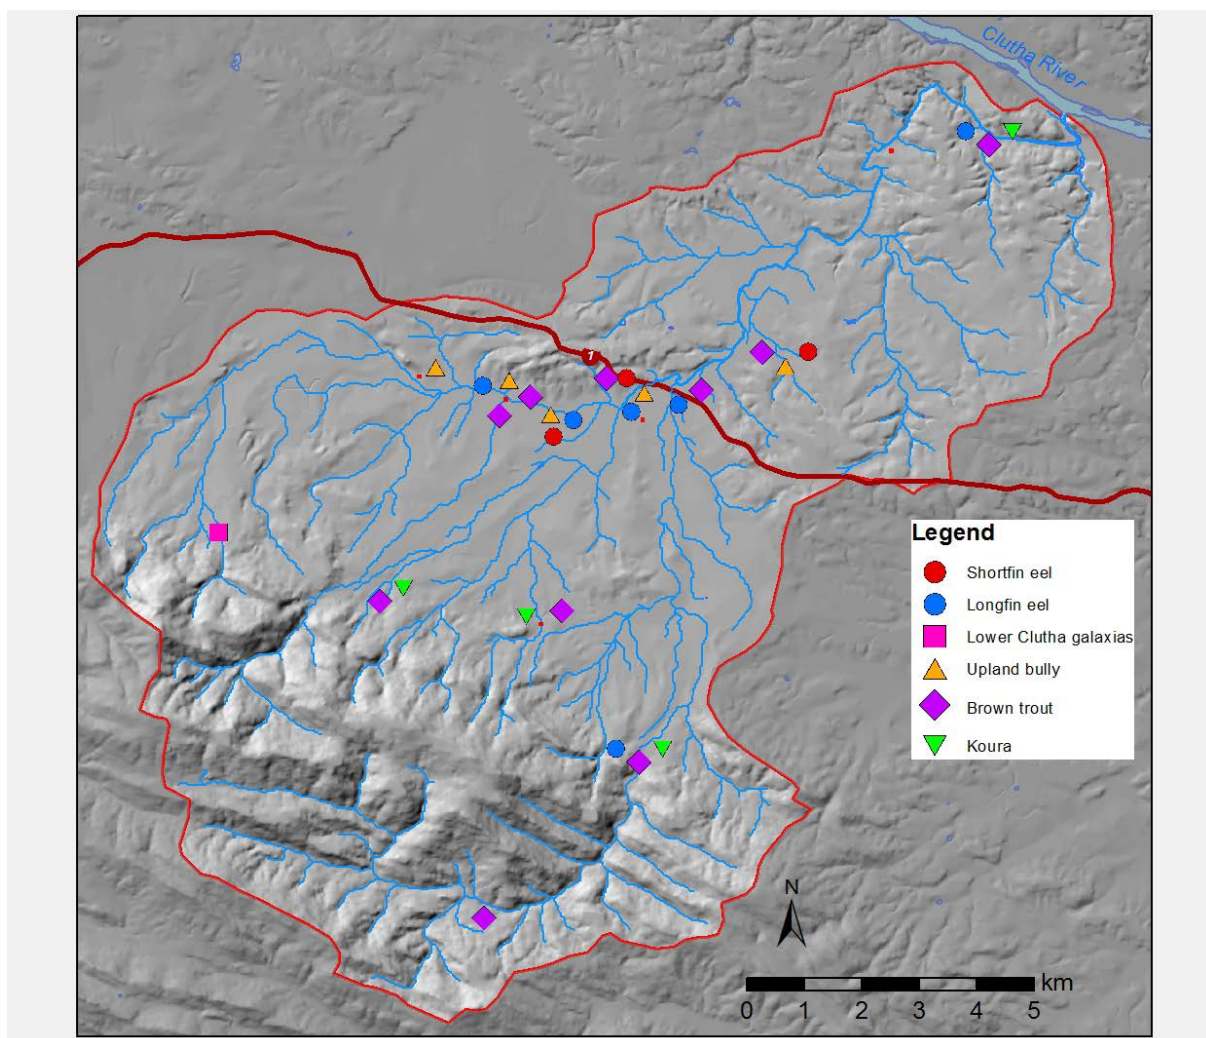 Clutha River
1
Legend
Shortfin eel
Longfin eel
Lower Clutha galaxias
Upland bully
Brown trout
Koura
N
km
0 1 2 3 4 5